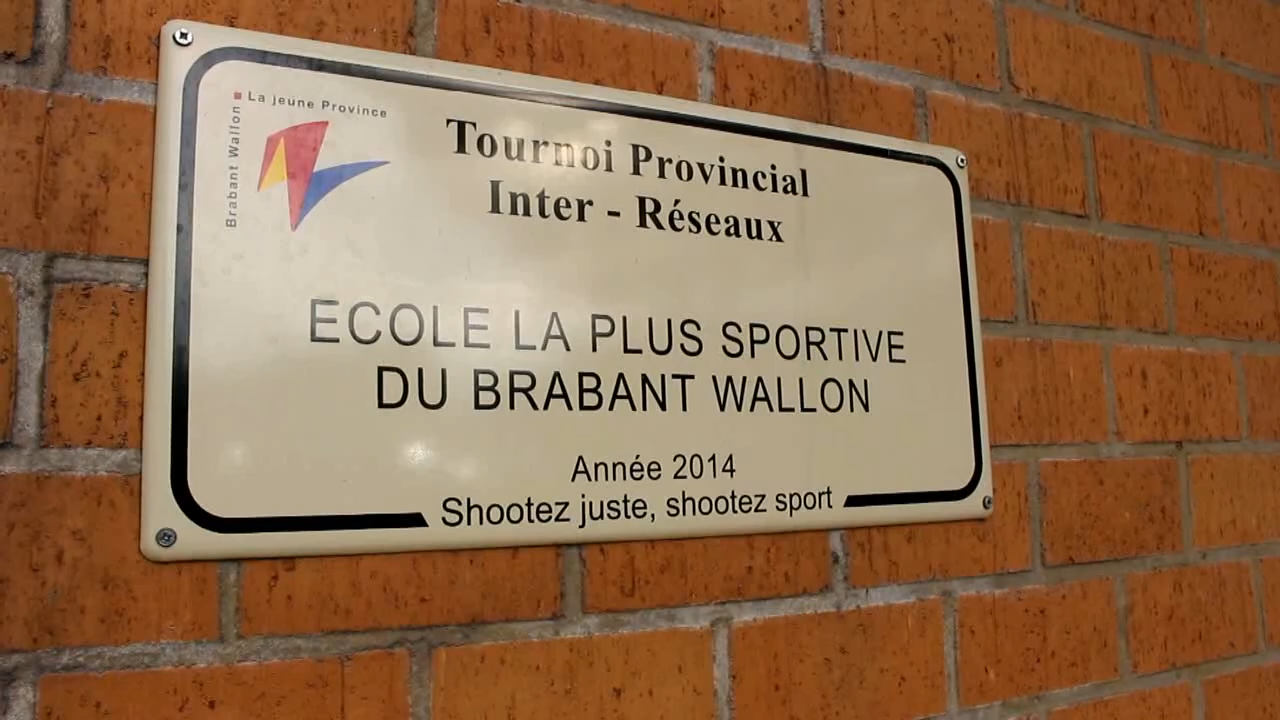 La jeune Province
Brabant Wallon
Tournoi Provincial
Inter - Réseaux
ECOLE LA PLUS SPORTIVE
DU BRABANT WALLON
Année 2014
Shootez juste, shootez sport